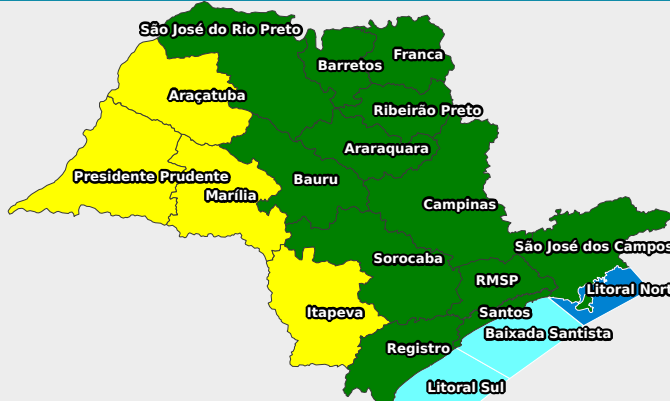 São José do Rio Preto
Franca
Barretos
Araçatuba
Ribeirão Preto
Araraquara
Presidente Prudente
Bauru
Marília
Campinas
São José dos Campos
Sorocaba
RMSP
Litoral Nort
Itapeva
Santos
Baixada Santista
Registro
Litoral Sul